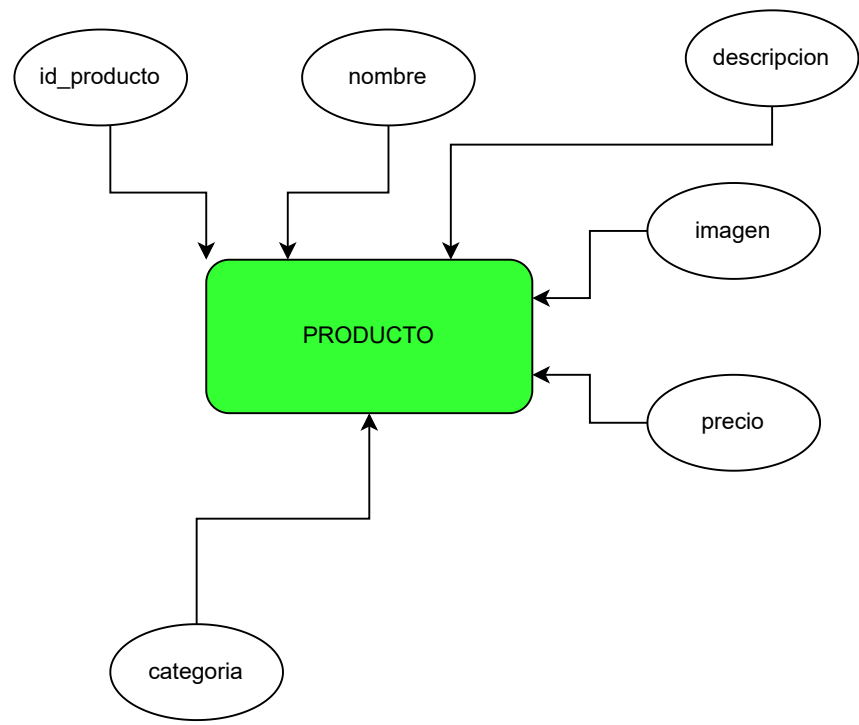 id_producto
nombre
descripcion
imagen
PRODUCTO
precio
categoria